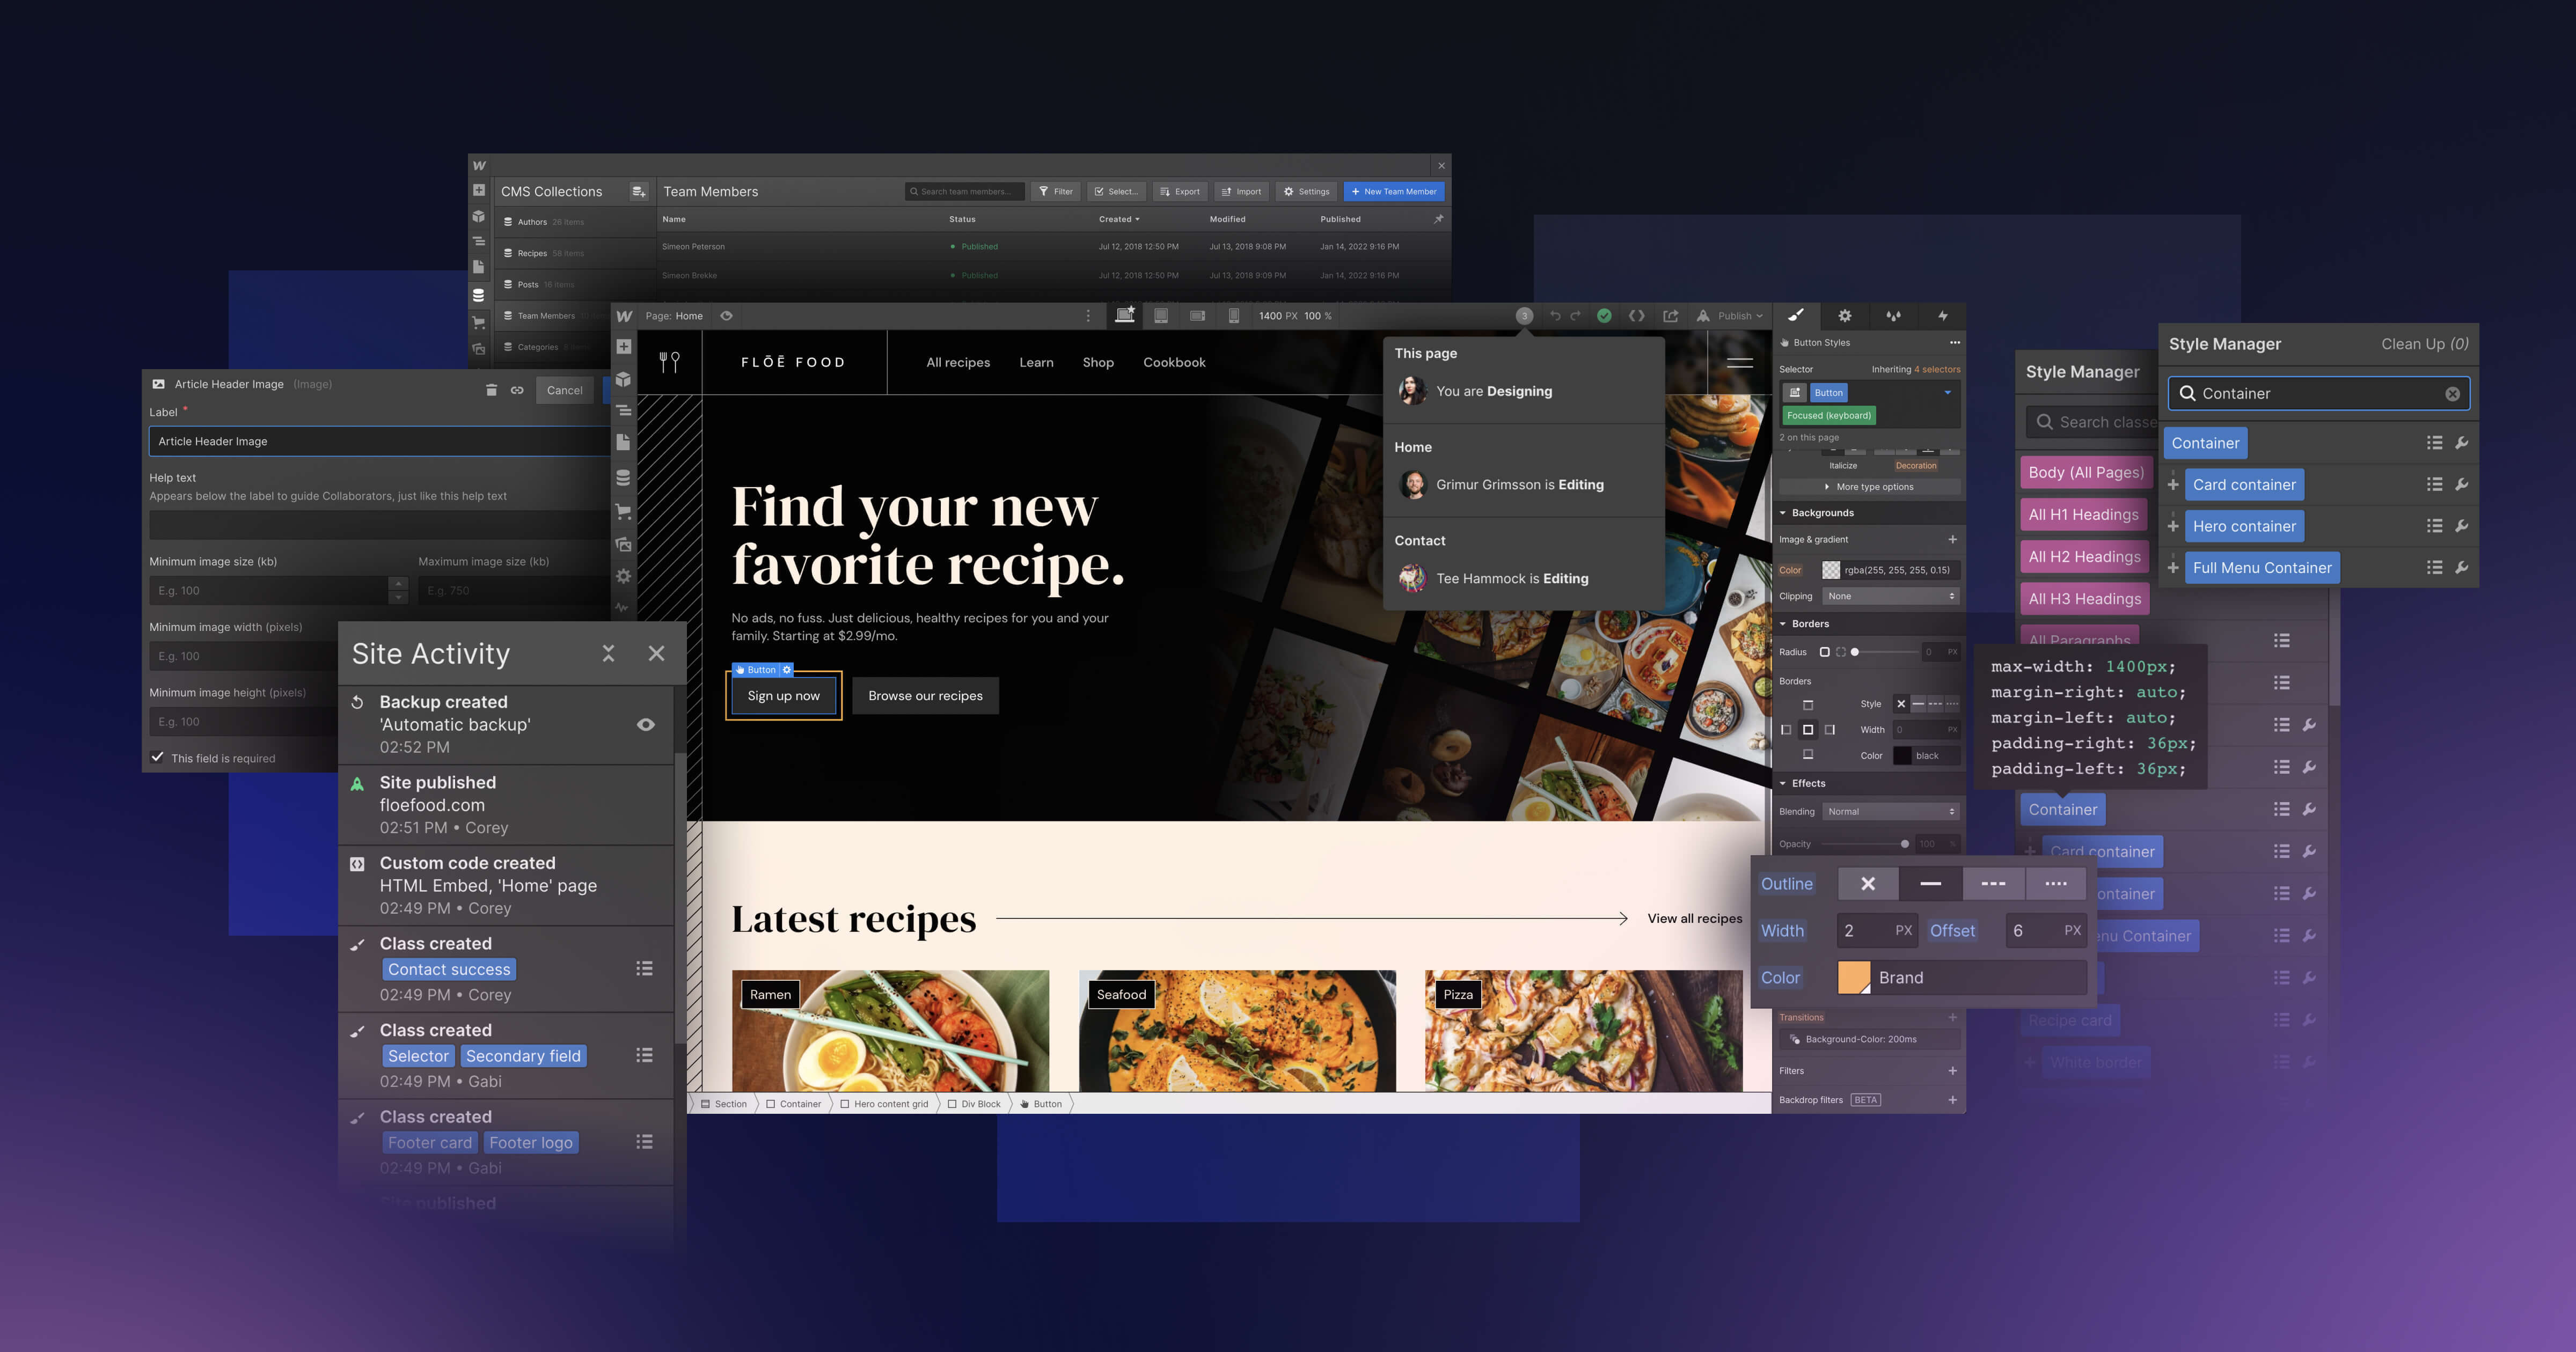 CMS Collections
Authors 26 items
Recipes 58 items
Posts 16 items
Team Members
Categories
Team Members
Search team members...
Filter
Select...
Export
Import
Settings
New Team Member
Name Status Created Modified Published
Simeon Peterson Published Jul 12, 2018 12:50 PM Jul 13, 2018 9:08 PM Jan 14, 2022 9:16 PM
Simeon Brekke Published Jul 12, 2018 12:50 PM Jul 13, 2018 9:09 PM Jan 14, 2022 9:16 PM
Article Header Image (Image)
Cancel
Label *
Article Header Image
Help text
Appears below the label to guide Collaborators, just like this help text
Minimum image size (kb) Maximum image size (kb)
E.g. 100 E.g. 750
Minimum image width (pixels)
E.g. 100
Minimum image height (pixels)
E.g. 100
This field is required
Site Activity
Backup created
'Automatic backup'
02:52 PM
Site published
floefood.com
02:51 PM • Corey
Custom code created
HTML Embed, 'Home' page
02:49 PM • Corey
Class created
Contact success
02:49 PM • Corey
Class created
Selector Secondary field
02:49 PM • Gabi
Class created
Footer card Footer logo
02:49 PM • Gabi
Site published
W Page: Home
1400 PX 100 %
3
Publish
FLŌĒ FOOD
All recipes Learn Shop Cookbook
This page
You are Designing
Home
Grimur Grimsson is Editing
Contact
Tee Hammock is Editing
Find your new
favorite recipe.
No ads, no fuss. Just delicious, healthy recipes for you and your
family. Starting at $2.99/mo.
Button
Sign up now
Browse our recipes
Latest recipes
View all recipes
Ramen
Seafood
Pizza
Section Container Hero content grid Div Block Button
Button Styles
Selector Inheriting 4 selectors
Button
Focused (keyboard)
2 on this page
Italicize Decoration
More type options
Backgrounds
Image & gradient
Color rgba(255, 255, 255, 0.15)
Clipping None
Borders
Radius 0 PX
Borders
Style
Width 0 PX
Color black
Effects
Blending Normal
Opacity 100 %
Outline
Width 2 PX Offset 6 PX
Color Brand
Transitions
Background-Color: 200ms
Filters
Backdrop filters BETA
Style Manager
Search classe
Body (All Pages)
All H1 Headings
All H2 Headings
All H3 Headings
All Paragraphs
max-width: 1400px;
margin-right: auto;
margin-left: auto;
padding-right: 36px;
padding-left: 36px;
Container
Card container
ontainer
nu Container
Recipe card
White border
Style Manager Clean Up (0)
Container
Container
Card container
Hero container
Full Menu Container